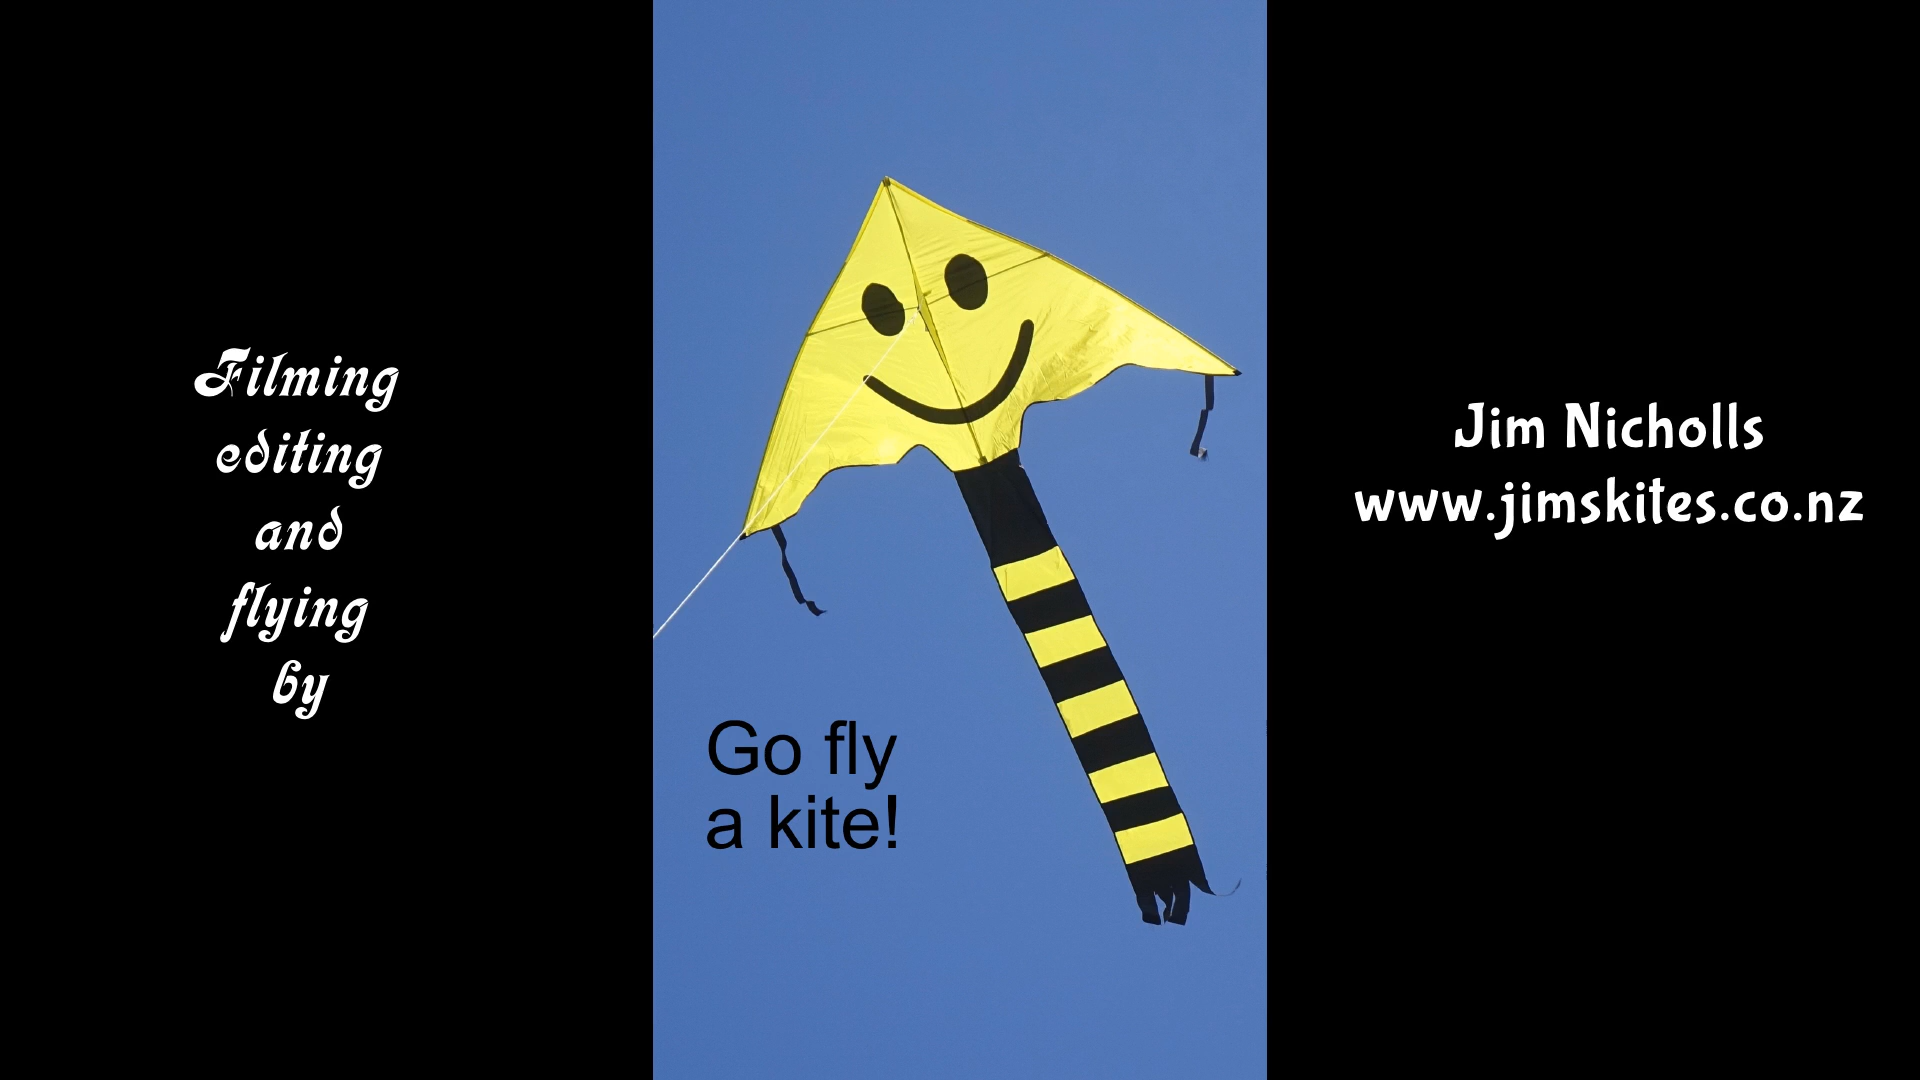 Filming
editing
and
flying
by
Go fly
a kite!
Jim Nicholls
www.jimskites.co.nz